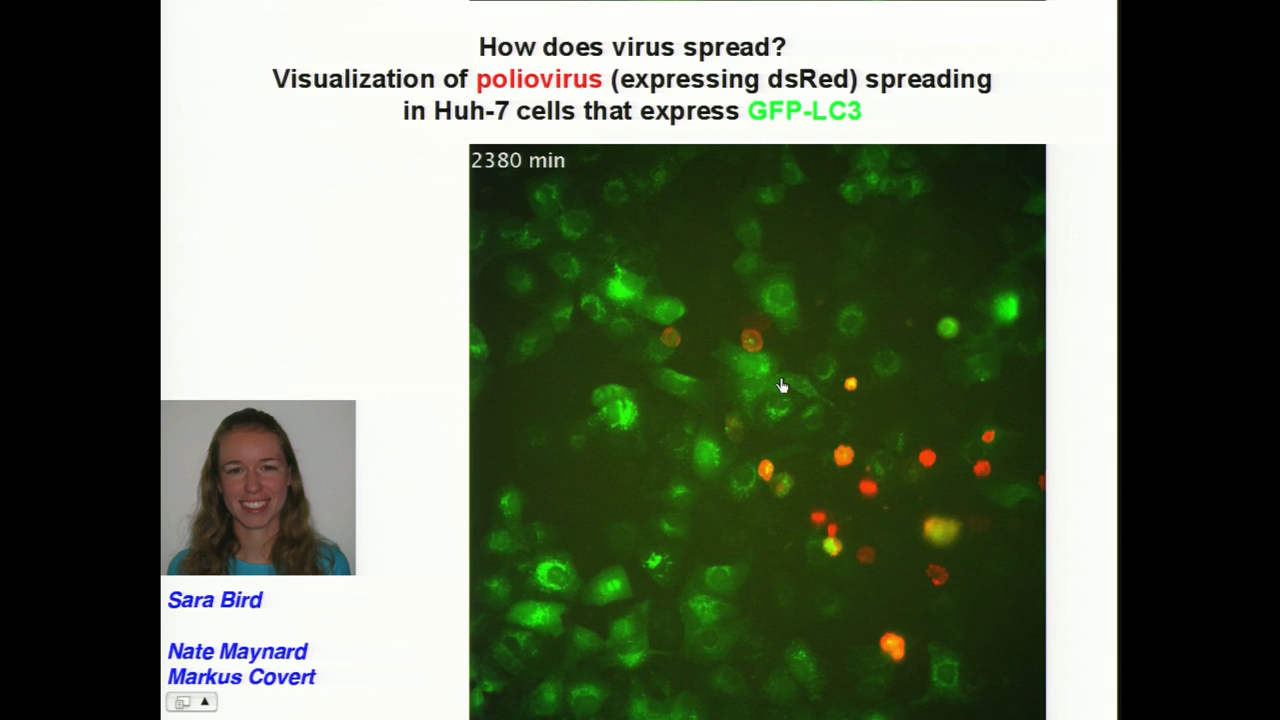 How does virus spread?
Visualization of poliovirus (expressing dsRed) spreading
in Huh-7 cells that express GFP-LC3
2380 min
Sara Bird
Nate Maynard
Markus Covert